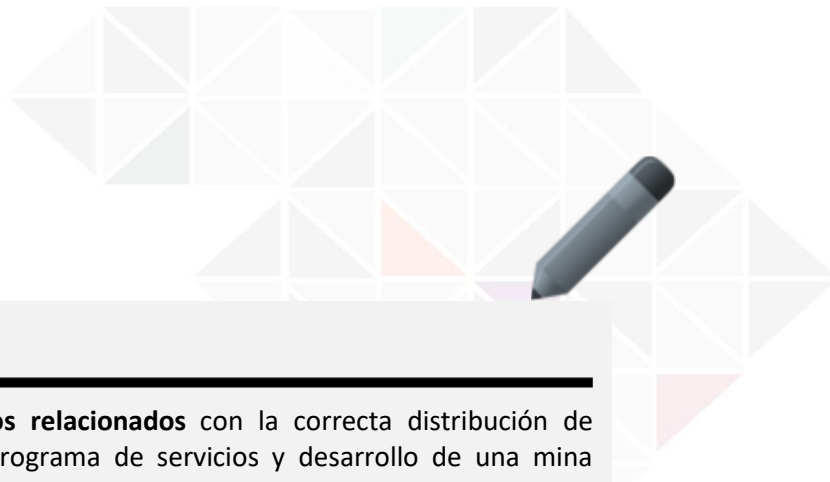 os relacionados con la correcta distribución de
rograma de servicios y desarrollo de una mina